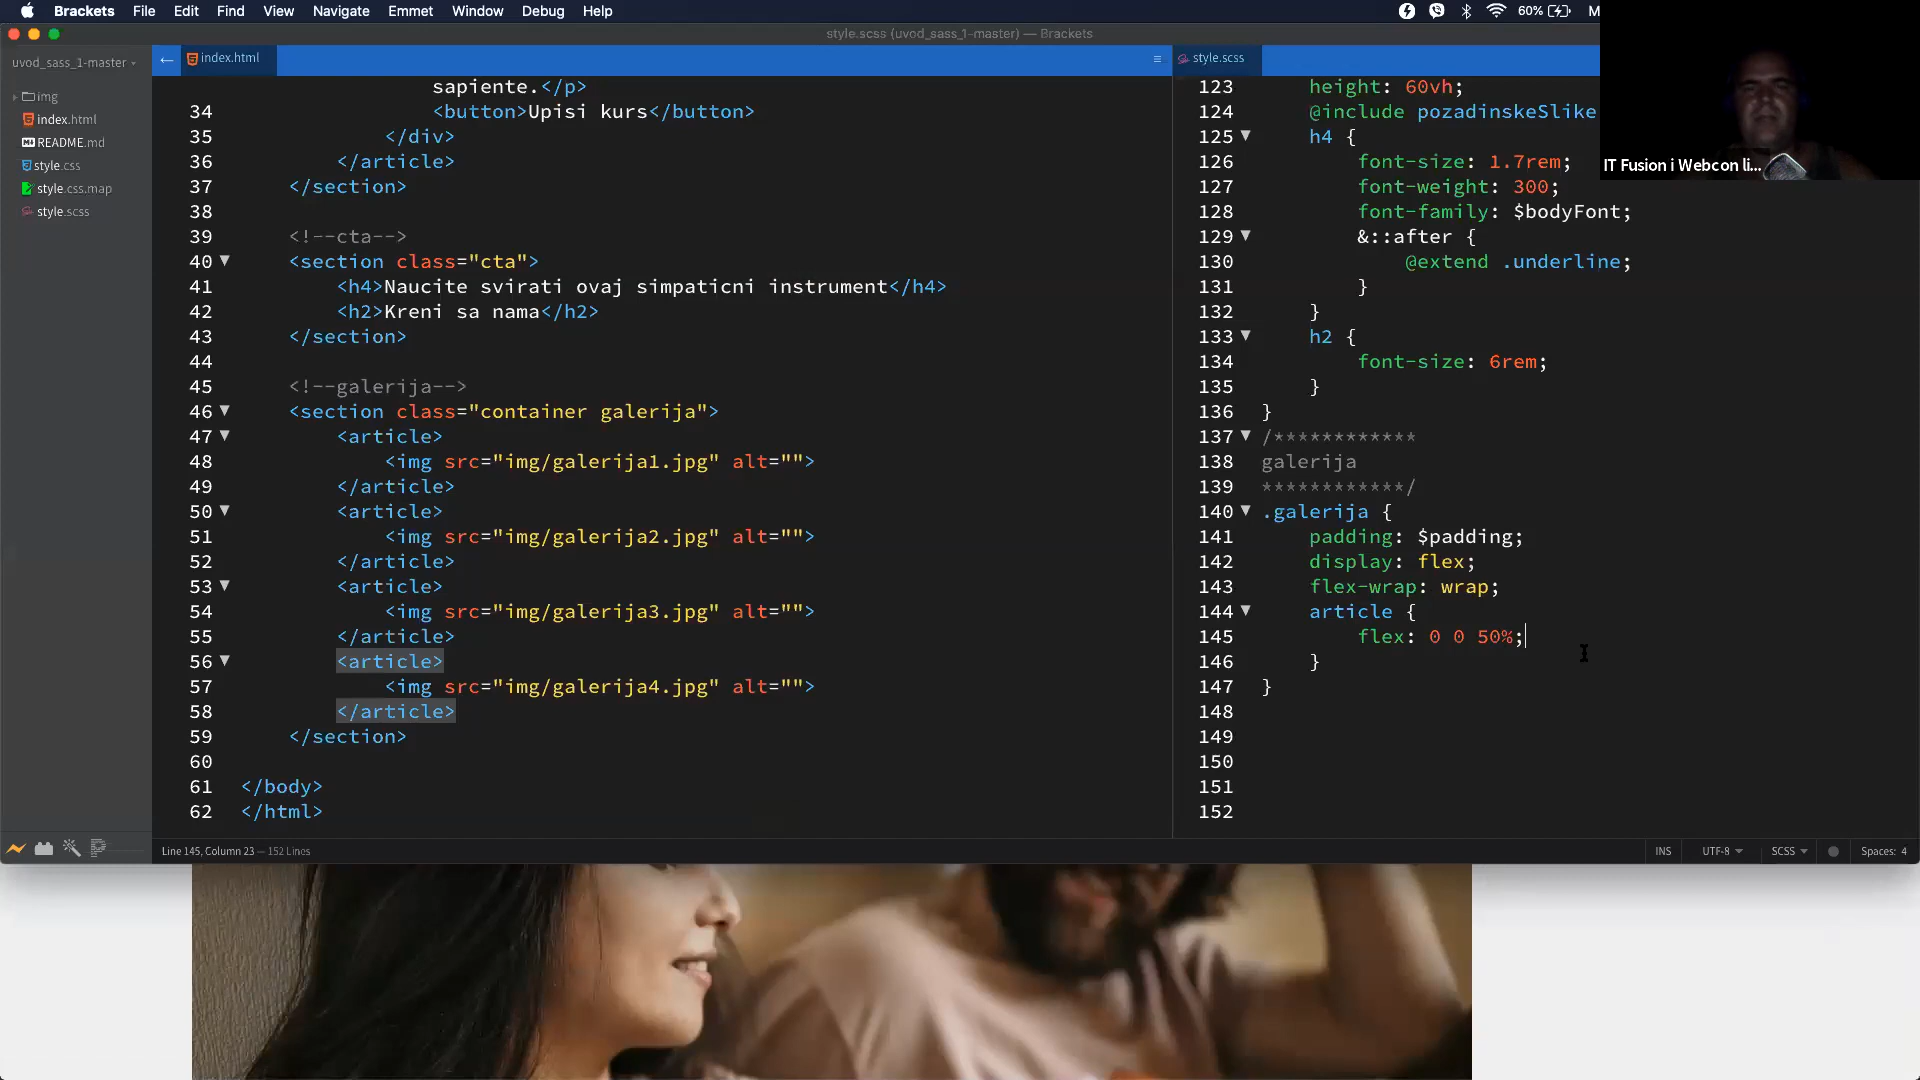 Brackets File Edit Find View Navigate Emmet Window Debug Help 60% M
style.scss (uvod_sass_1-master) — Brackets
uvod_sass_1-master
img
index.html
README.md
style.css
style.css.map
style.scss
index.html
sapiente.</p>
34 <button>Upisi kurs</button>
35 </div>
36 </article>
37 </section>
38
39 <!--cta-->
40 <section class="cta">
41 <h4>Naucite svirati ovaj simpaticni instrument</h4>
42 <h2>Kreni sa nama</h2>
43 </section>
44
45 <!--galerija-->
46 <section class="container galerija">
47 <article>
48 <img src="img/galerija1.jpg" alt="">
49 </article>
50 <article>
51 <img src="img/galerija2.jpg" alt="">
52 </article>
53 <article>
54 <img src="img/galerija3.jpg" alt="">
55 </article>
56 <article>
57 <img src="img/galerija4.jpg" alt="">
58 </article>
59 </section>
60
61 </body>
62 </html>
style.scss
123 height: 60vh;
124 @include pozadinskeSlike
125 h4 {
126 font-size: 1.7rem;
127 font-weight: 300;
128 font-family: $bodyFont;
129 &::after {
130 @extend .underline;
131 }
132 }
133 h2 {
134 font-size: 6rem;
135 }
136 }
137 /************
138 galerija
139 ************/
140 .galerija {
141 padding: $padding;
142 display: flex;
143 flex-wrap: wrap;
144 article {
145 flex: 0 0 50%;
146 }
147 }
148
149
150
151
152
IT Fusion i Webcon li...
Line 145, Column 23 — 152 Lines
INS UTF-8 SCSS Spaces: 4